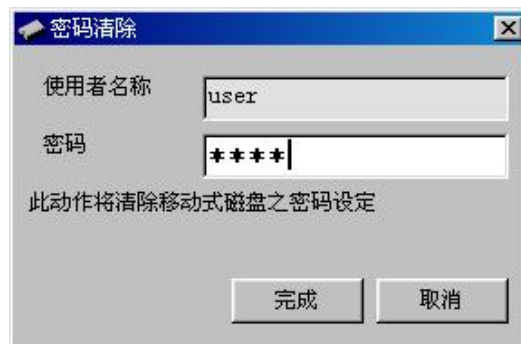 密码清除
使用者名称
user
密码
****
此动作将清除移动式磁盘之密码设定
完成
取消